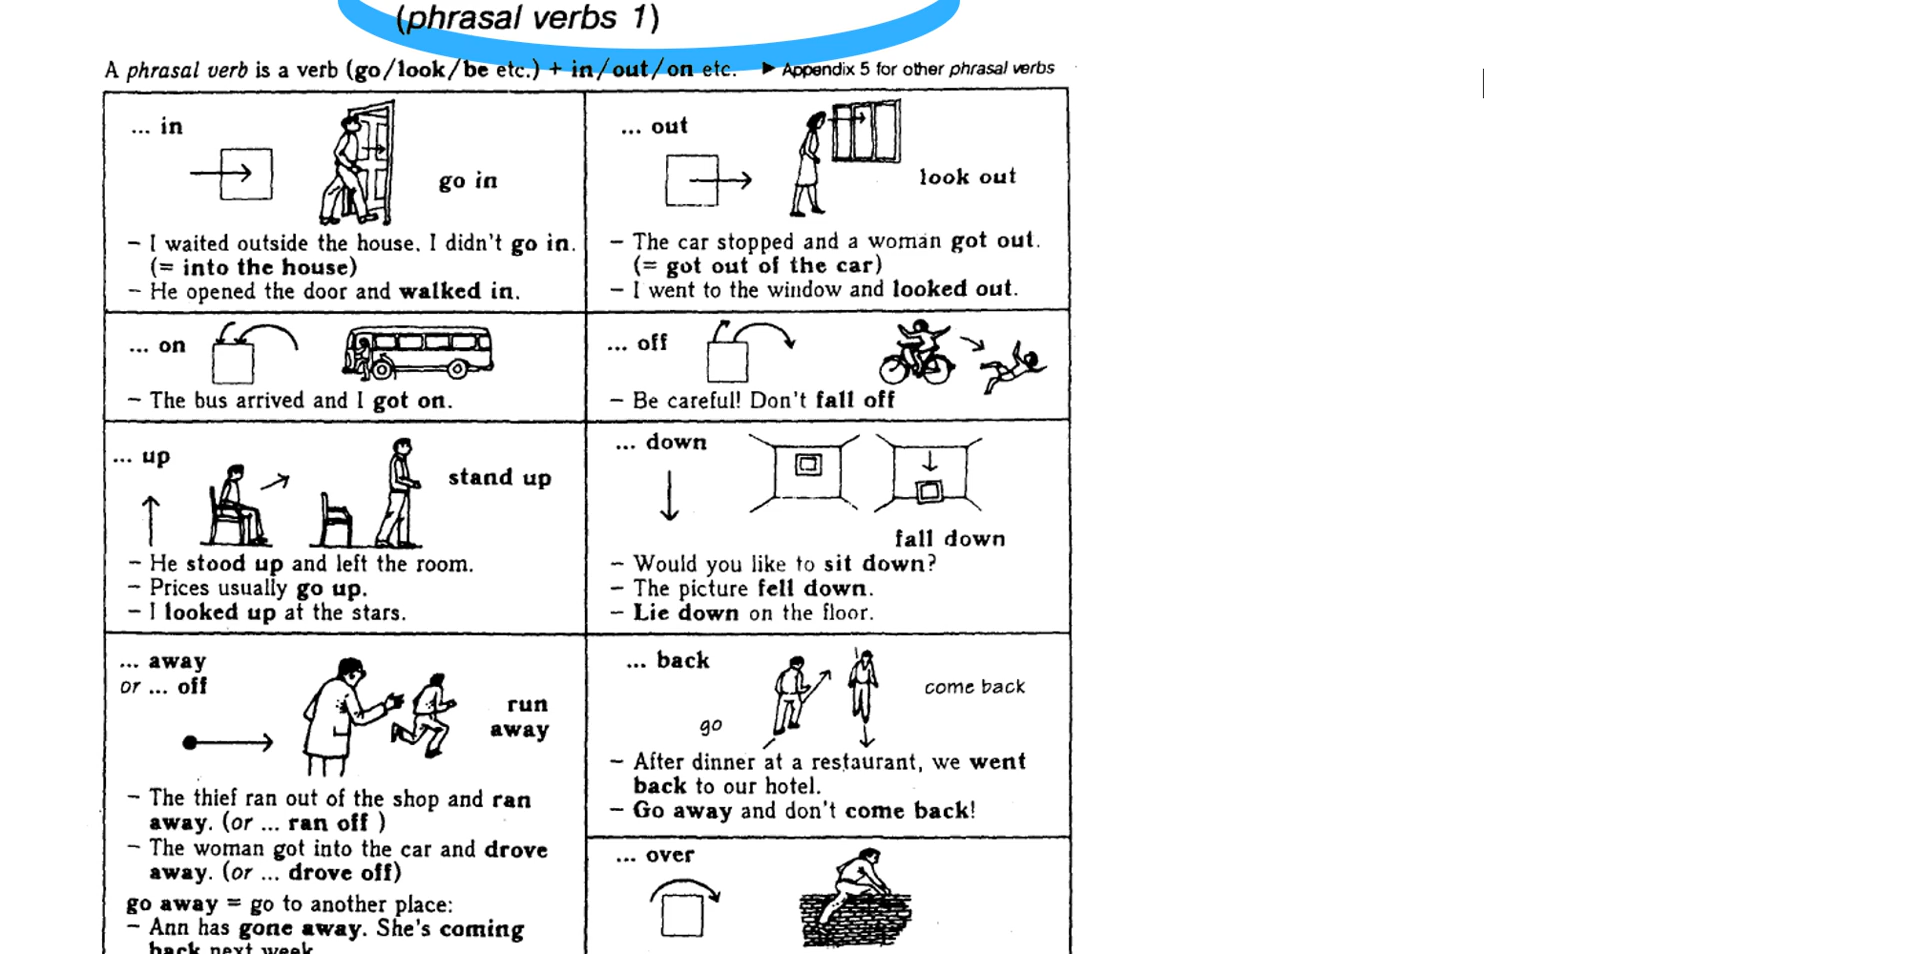 (phrasal verbs 1)
A phrasal verb is a verb (go/look/be etc.) + in/out/on etc. ► Appendix 5 for other phrasal verbs
... in
go in
– I waited outside the house. I didn't go in.
(= into the house)
– He opened the door and walked in.
... out
look out
– The car stopped and a woman got out.
(= got out of the car)
– I went to the window and looked out.
... on
– The bus arrived and I got on.
... off
– Be careful! Don't fall off
... up
stand up
– He stood up and left the room.
– Prices usually go up.
– I looked up at the stars.
... down
fall down
– Would you like to sit down?
– The picture fell down.
– Lie down on the floor.
... away
or ... off
run
away
– The thief ran out of the shop and ran
away. (or ... ran off )
– The woman got into the car and drove
away. (or ... drove off)
go away = go to another place:
– Ann has gone away. She's coming
back next week
... back
come back
go
– After dinner at a restaurant, we went
back to our hotel.
– Go away and don't come back!
... over